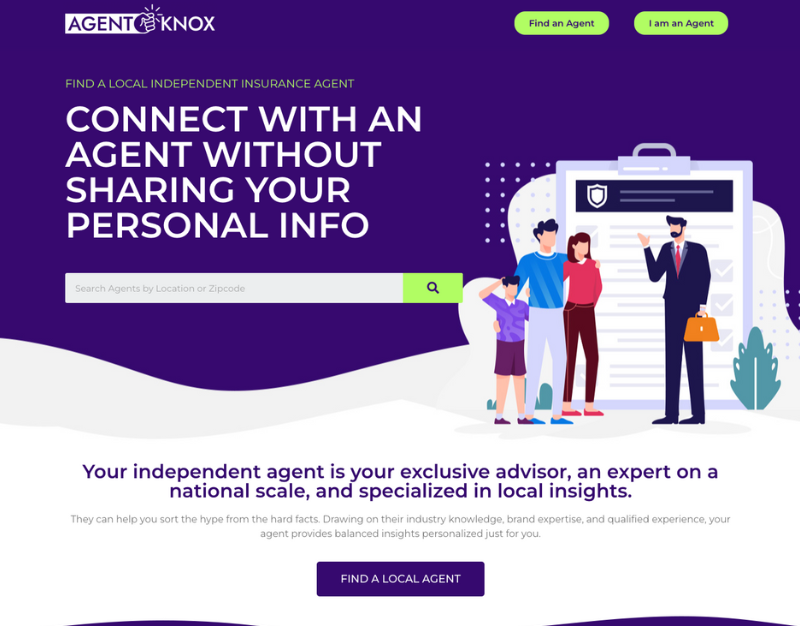 AGENT KNOX
Find an Agent
I am an Agent
FIND A LOCAL INDEPENDENT INSURANCE AGENT
CONNECT WITH AN
AGENT WITHOUT
SHARING YOUR
PERSONAL INFO
Search Agents by Location or Zipcode
Your independent agent is your exclusive advisor, an expert on a
national scale, and specialized in local insights.
They can help you sort the hype from the hard facts. Drawing on their industry knowledge, brand expertise, and qualified experience, your
agent provides balanced insights personalized just for you.
FIND A LOCAL AGENT